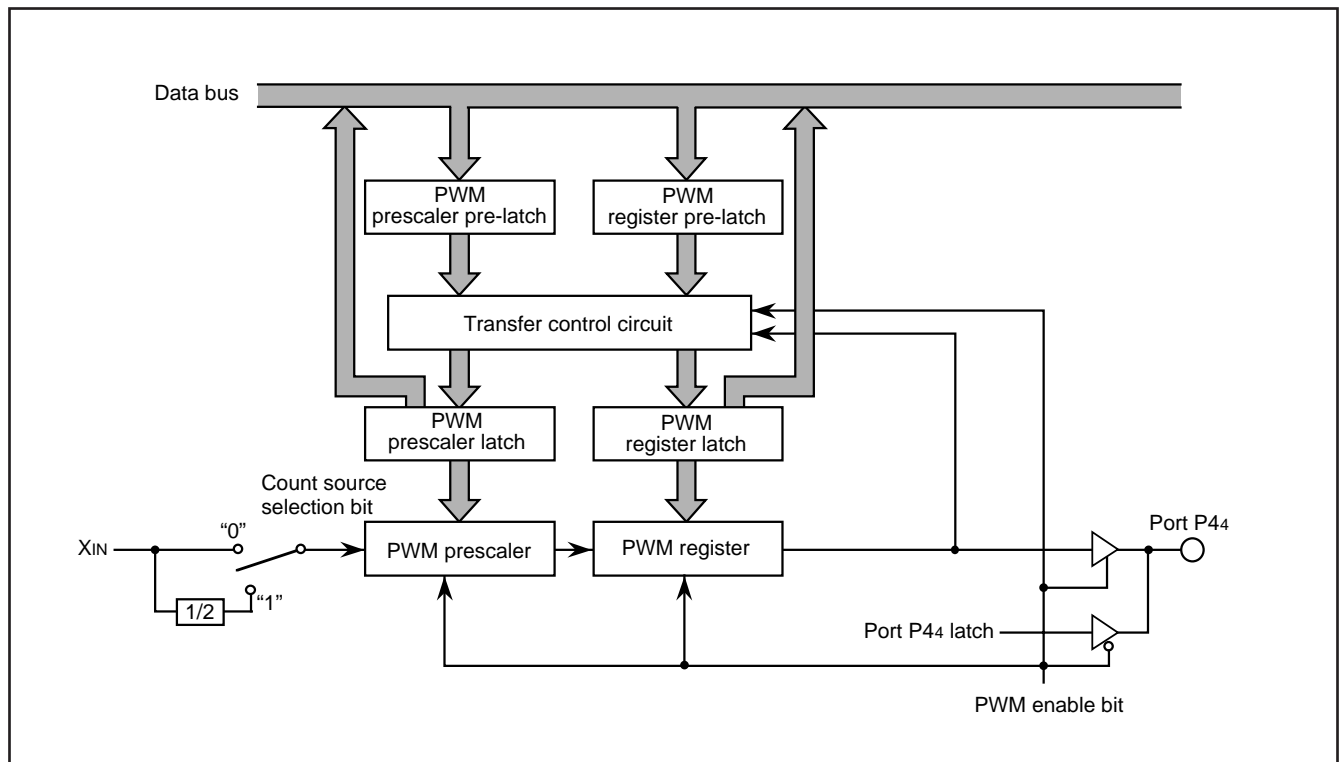 Data bus
PWM
prescaler pre-latch
PWM
register pre-latch
Transfer control circuit
PWM
prescaler latch
PWM
register latch
Count source
selection bit
“0”
XIN
PWM prescaler
PWM register
Port P44
“1”
1/2
Port P44 latch
PWM enable bit